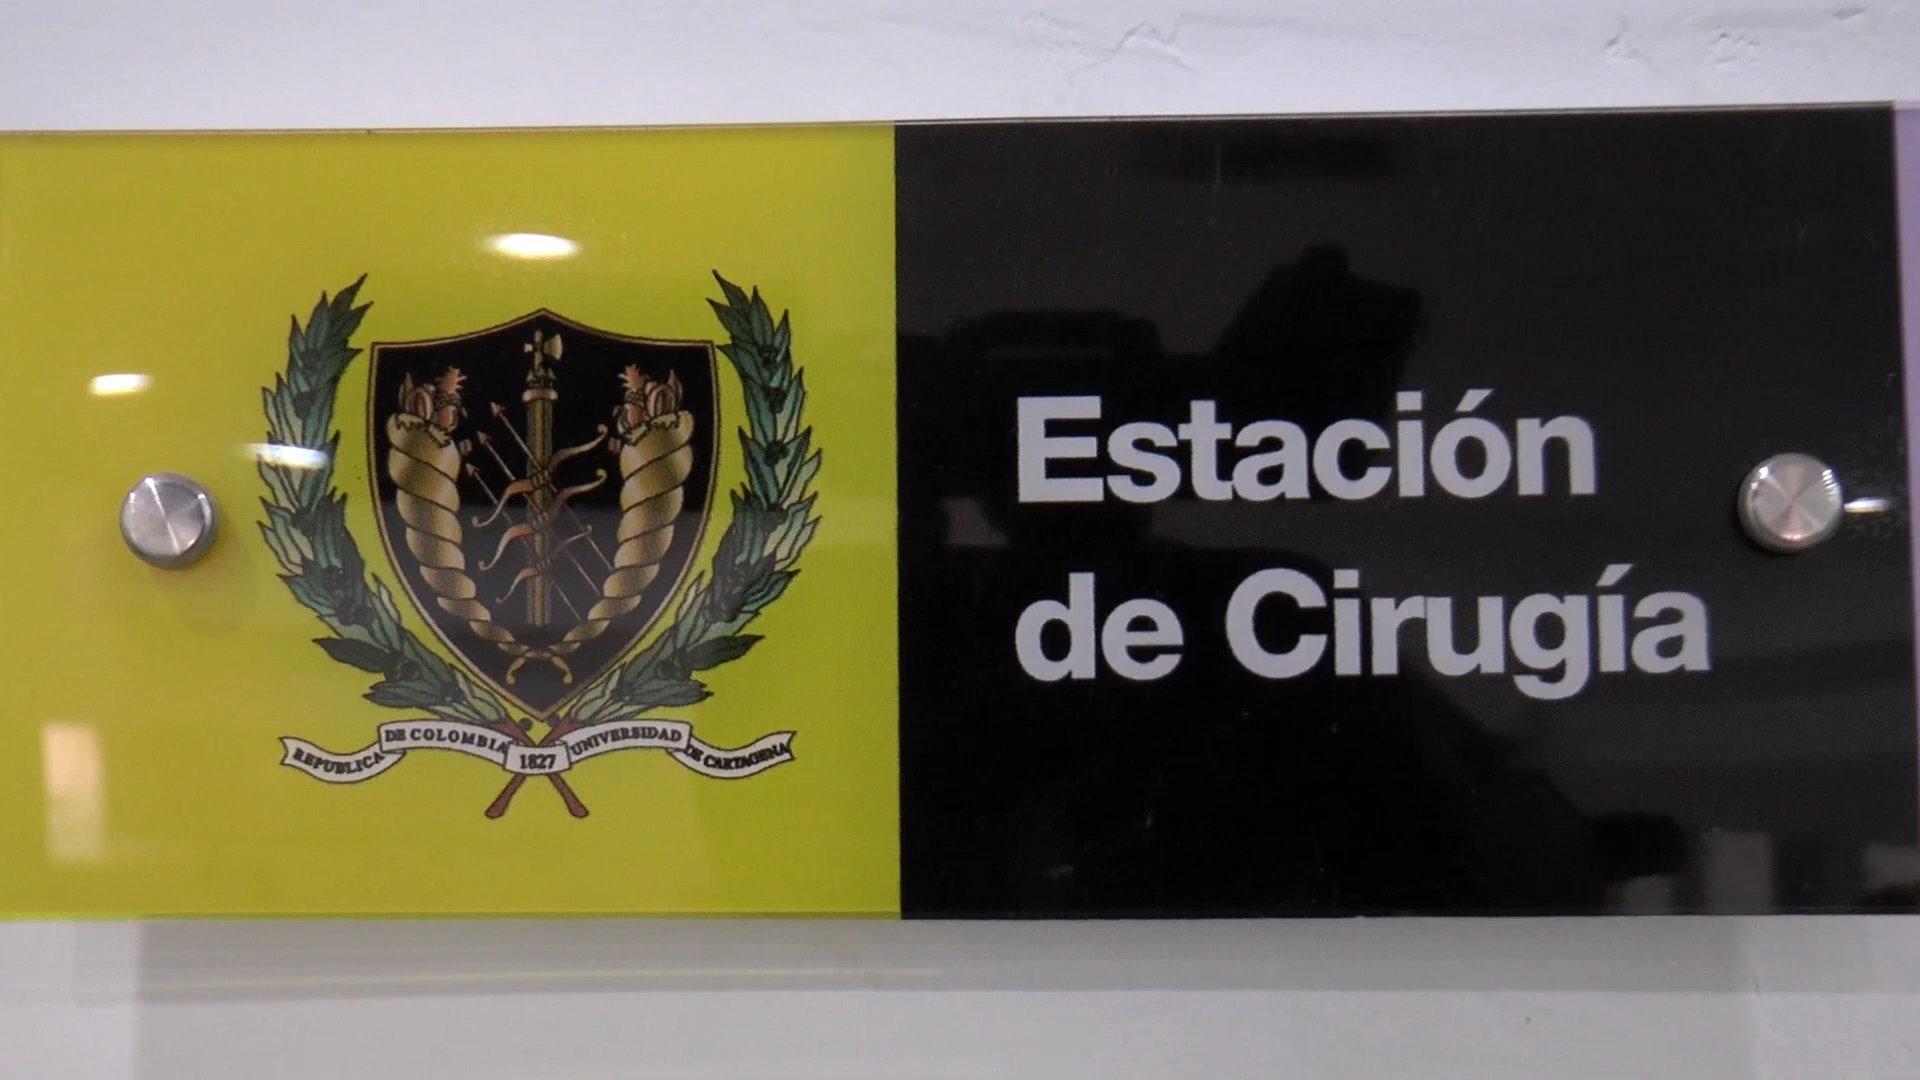 REPUBLICA DE COLOMBIA 1827 UNIVERSIDAD DE CARTAGENA
Estación
de Cirugía